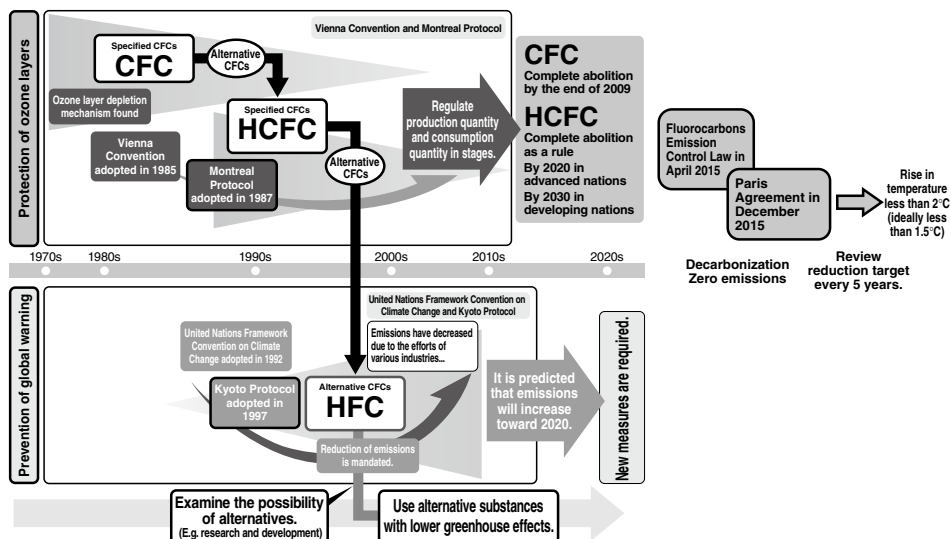 Protection of ozone layers
Vienna Convention and Montreal Protocol
Specified CFCs
CFC
Alternative
CFCs
Ozone layer depletion
mechanism found
Specified CFCs
HCFC
Vienna
Convention
adopted in 1985
Montreal
Protocol
adopted in 1987
Alternative
CFCs
Regulate
production quantity
and consumption
quantity in stages.
CFC
Complete abolition
by the end of 2009
HCFC
Complete abolition
as a rule
By 2020 in
advanced nations
By 2030 in
developing nations
Fluorocarbons
Emission
Control Law in
April 2015
Paris
Agreement in
December
2015
Rise in
temperature
less than 2°C
(ideally less
than 1.5°C)
Decarbonization
Zero emissions
Review
reduction target
every 5 years.
1970s 1980s 1990s 2000s 2010s 2020s
Prevention of global warning
United Nations Framework Convention on
Climate Change and Kyoto Protocol
United Nations Framework
Convention on Climate
Change adopted in 1992
Emissions have decreased
due to the efforts of
various industries...
Kyoto Protocol
adopted in
1997
Alternative CFCs
HFC
Reduction of emissions
is mandated.
It is predicted
that emissions
will increase
toward 2020.
New measures are required.
Examine the possibility
of alternatives.
(E.g. research and development)
Use alternative substances
with lower greenhouse effects.